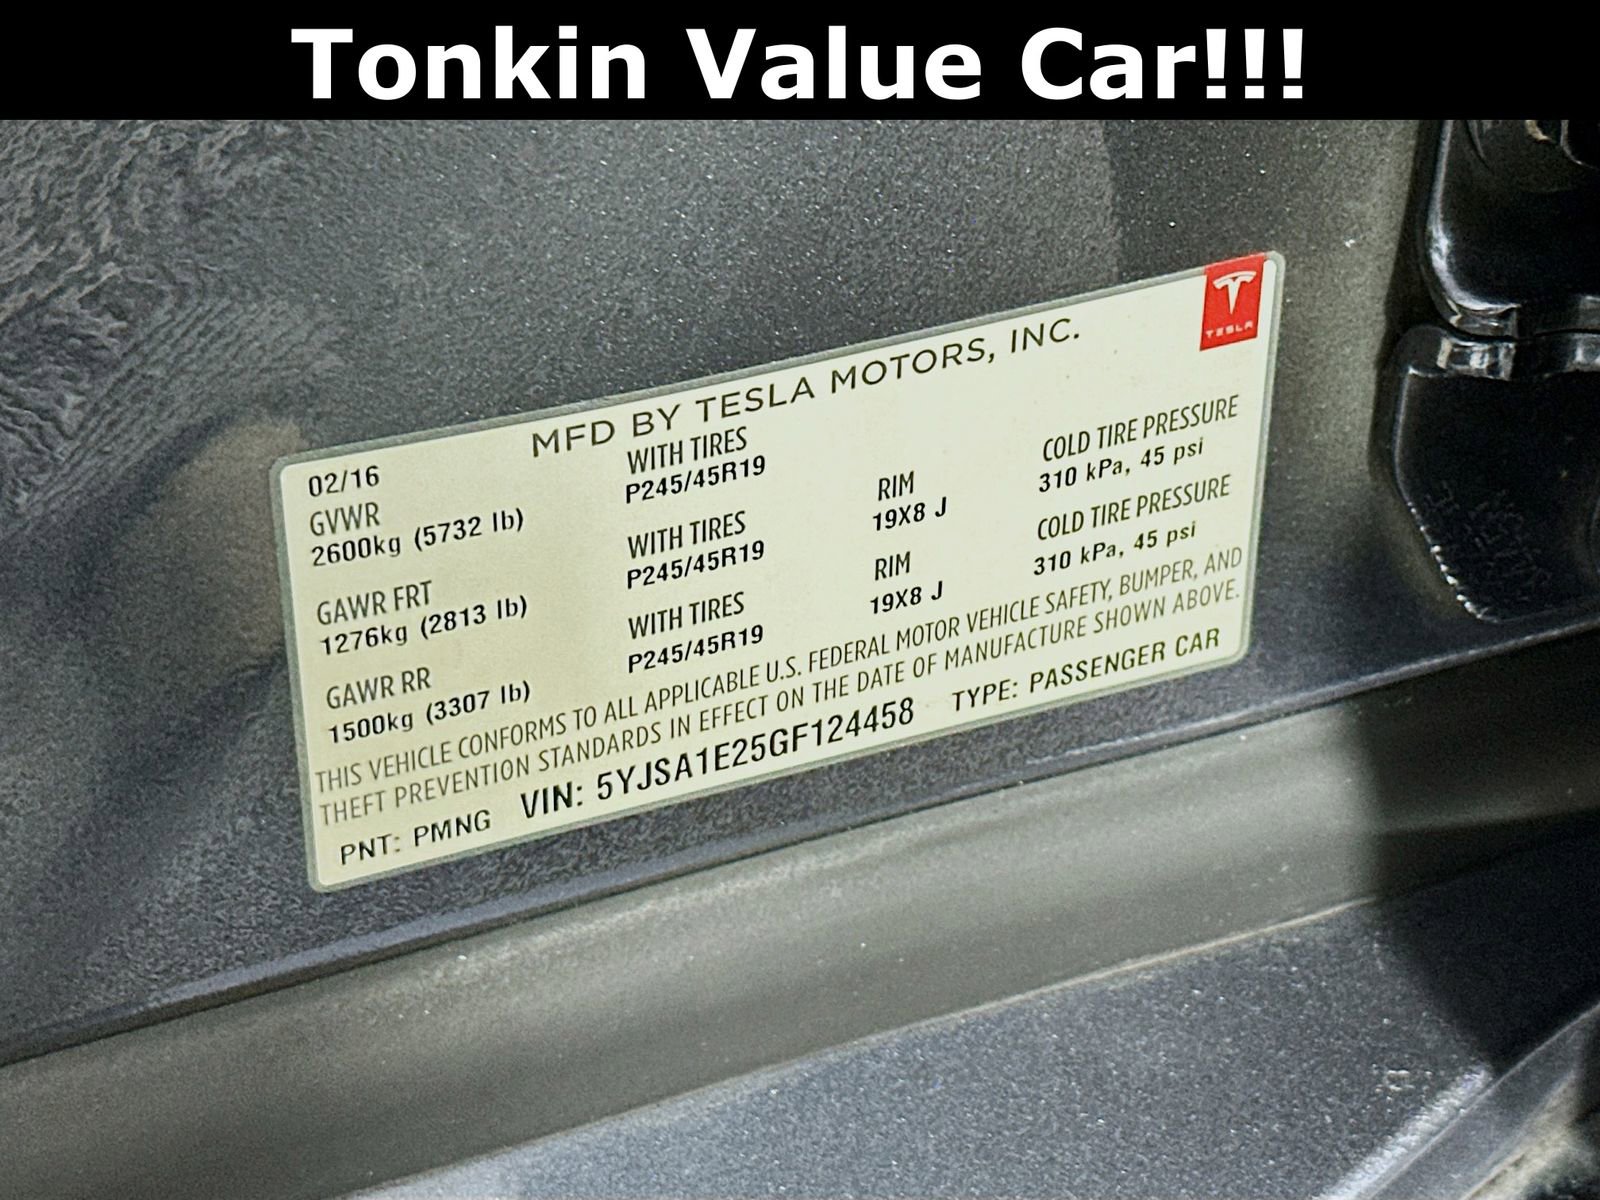 Tonkin Value Car!!!
TESLA
MFD BY TESLA MOTORS, INC.
02/16
GVWR
2600kg (5732 lb)
WITH TIRES
P245/45R19
RIM
19X8 J
COLD TIRE PRESSURE
310 kPa, 45 psi
GAWR FRT
1276kg (2813 lb)
WITH TIRES
P245/45R19
RIM
19X8 J
COLD TIRE PRESSURE
310 kPa, 45 psi
GAWR RR
1500kg (3307 lb)
WITH TIRES
P245/45R19
THIS VEHICLE CONFORMS TO ALL APPLICABLE U.S. FEDERAL MOTOR VEHICLE SAFETY, BUMPER, AND
THEFT PREVENTION STANDARDS IN EFFECT ON THE DATE OF MANUFACTURE SHOWN ABOVE.
PNT: PMNG VIN: 5YJSA1E25GF124458 TYPE: PASSENGER CAR